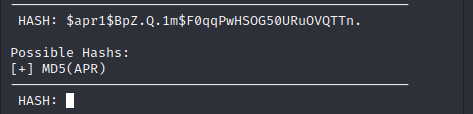 --------------------------------------------------
HASH: $apr1$BpZ.Q.1m$F0qqPwHSOG50URuOVQTTn.
Possible Hashs:
[+] MD5(APR)
--------------------------------------------------
HASH: